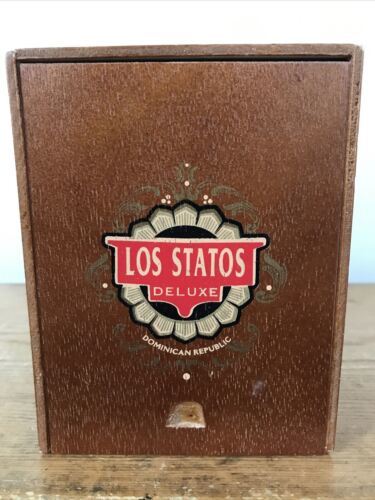 LOS STATOS
DELUXE
DOMINICAN REPUBLIC